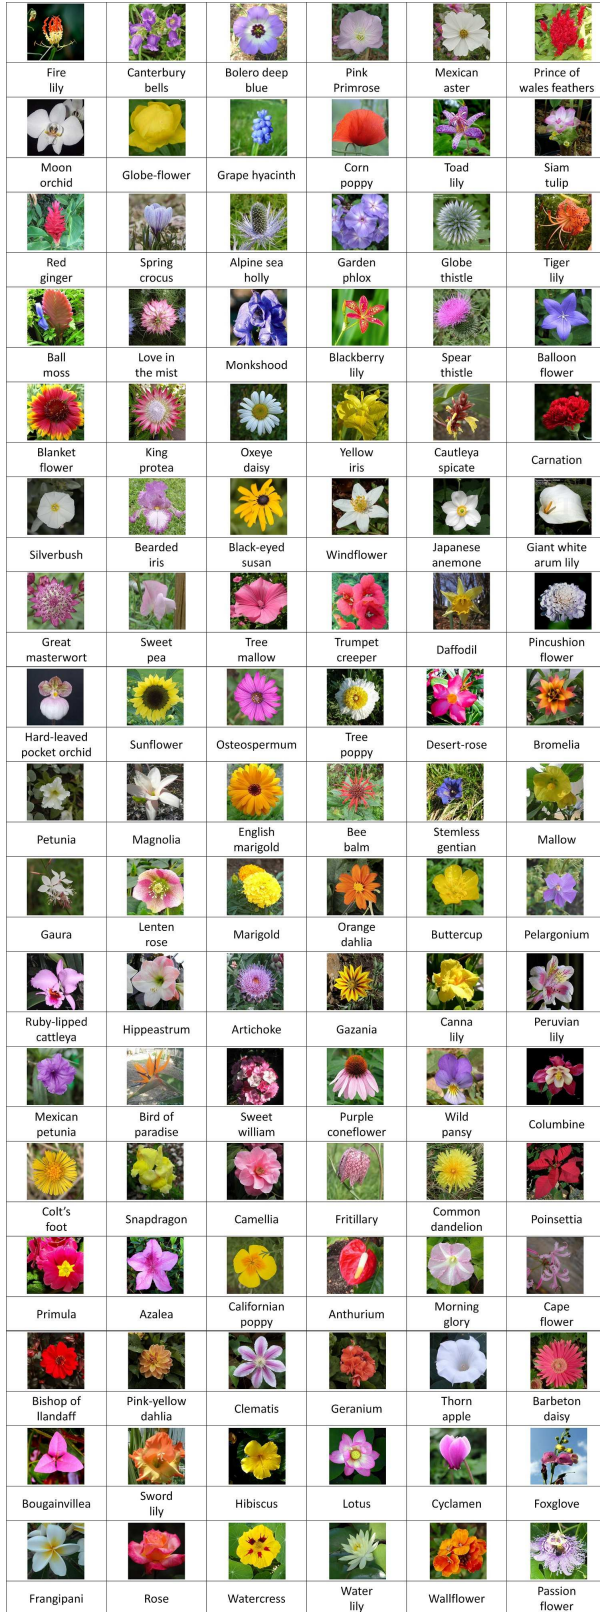 Fire
lily
Canterbury
bells
Bolero deep
blue
Pink
Primrose
Mexican
aster
Prince of
wales feathers
Moon
orchid
Globe-flower
Grape hyacinth
Corn
poppy
Toad
lily
Siam
tulip
Red
ginger
Spring
crocus
Alpine sea
holly
Garden
phlox
Globe
thistle
Tiger
lily
Ball
moss
Love in
the mist
Monkshood
Blackberry
lily
Spear
thistle
Balloon
flower
Blanket
flower
King
protea
Oxeye
daisy
Yellow
iris
Cautleya
spicate
Carnation
Silverbush
Bearded
iris
Black-eyed
susan
Windflower
Japanese
anemone
Giant white
arum lily
Great
masterwort
Sweet
pea
Tree
mallow
Trumpet
creeper
Daffodil
Pincushion
flower
Hard-leaved
pocket orchid
Sunflower
Osteospermum
Tree
poppy
Desert-rose
Bromelia
Petunia
Magnolia
English
marigold
Bee
balm
Stemless
gentian
Mallow
Gaura
Lenten
rose
Marigold
Orange
dahlia
Buttercup
Pelargonium
Ruby-lipped
cattleya
Hippeastrum
Artichoke
Gazania
Canna
lily
Peruvian
lily
Mexican
petunia
Bird of
paradise
Sweet
william
Purple
coneflower
Wild
pansy
Columbine
Colt's
foot
Snapdragon
Camellia
Fritillary
Common
dandelion
Poinsettia
Primula
Azalea
Californian
poppy
Anthurium
Morning
glory
Cape
flower
Bishop of
llandaff
Pink-yellow
dahlia
Clematis
Geranium
Thorn
apple
Barbeton
daisy
Bougainvillea
Sword
lily
Hibiscus
Lotus
Cyclamen
Foxglove
Frangipani
Rose
Watercress
Water
lily
Wallflower
Passion
flower